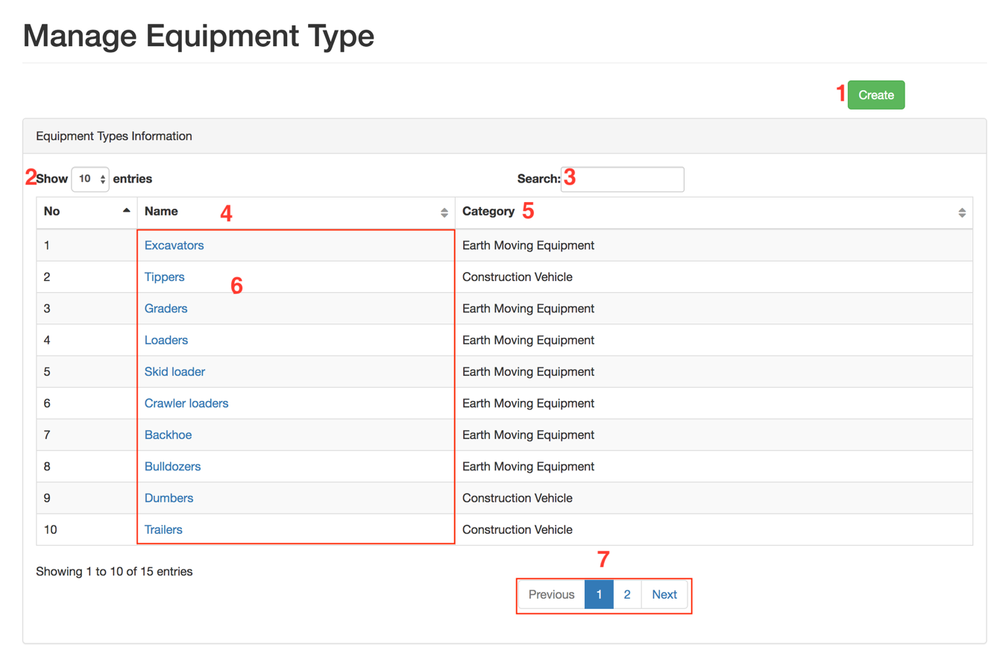 Manage Equipment Type
1 Create
Equipment Types Information
2 Show 10 entries Search: 3
No Name 4 Category 5
1 Excavators Earth Moving Equipment
2 Tippers Construction Vehicle
6
3 Graders Earth Moving Equipment
4 Loaders Earth Moving Equipment
5 Skid loader Earth Moving Equipment
6 Crawler loaders Earth Moving Equipment
7 Backhoe Earth Moving Equipment
8 Bulldozers Earth Moving Equipment
9 Dumbers Construction Vehicle
10 Trailers Construction Vehicle
7
Showing 1 to 10 of 15 entries
Previous 1 2 Next